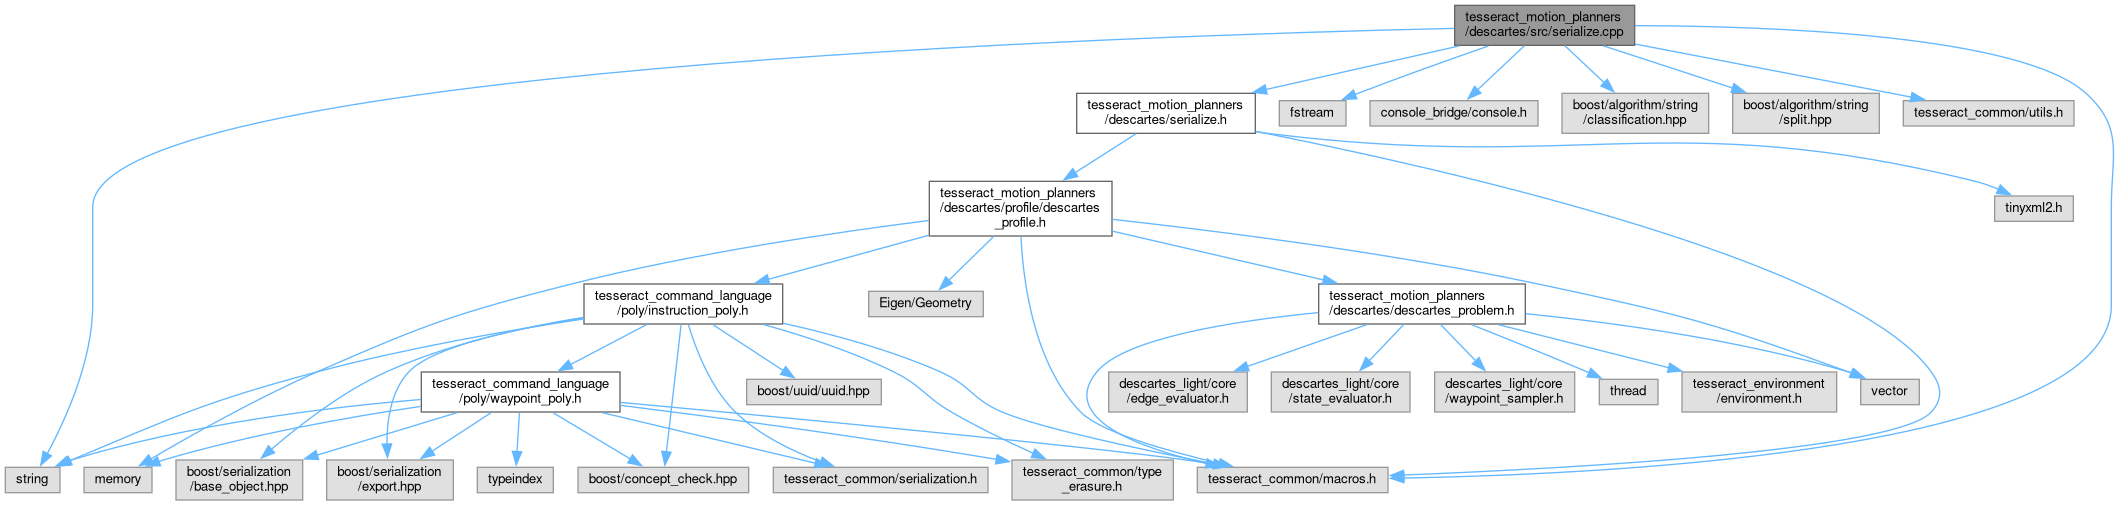 tesseract_motion_planners
/descartes/src/serialize.cpp
tesseract_motion_planners
/descartes/serialize.h
fstream
console_bridge/console.h
boost/algorithm/string
/classification.hpp
boost/algorithm/string
/split.hpp
tesseract_common/utils.h
tesseract_motion_planners
/descartes/profile/descartes
_profile.h
tinyxml2.h
tesseract_command_language
/poly/instruction_poly.h
Eigen/Geometry
tesseract_motion_planners
/descartes/descartes_problem.h
tesseract_command_language
/poly/waypoint_poly.h
boost/uuid/uuid.hpp
descartes_light/core
/edge_evaluator.h
descartes_light/core
/state_evaluator.h
descartes_light/core
/waypoint_sampler.h
thread
tesseract_environment
/environment.h
vector
string
memory
boost/serialization
/base_object.hpp
boost/serialization
/export.hpp
typeindex
boost/concept_check.hpp
tesseract_common/serialization.h
tesseract_common/type
_erasure.h
tesseract_common/macros.h